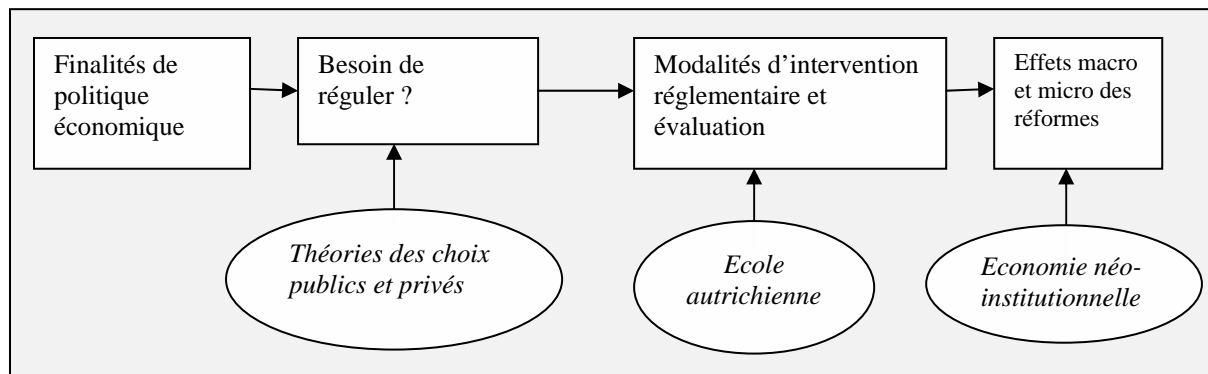 Finalités de
politique
économique
Besoin de
réguler ?
Modalités d’intervention
réglementaire et
évaluation
Effets macro
et micro des
réformes
Théories des choix
publics et privés
Ecole
autrichienne
Economie néo-
institutionnelle